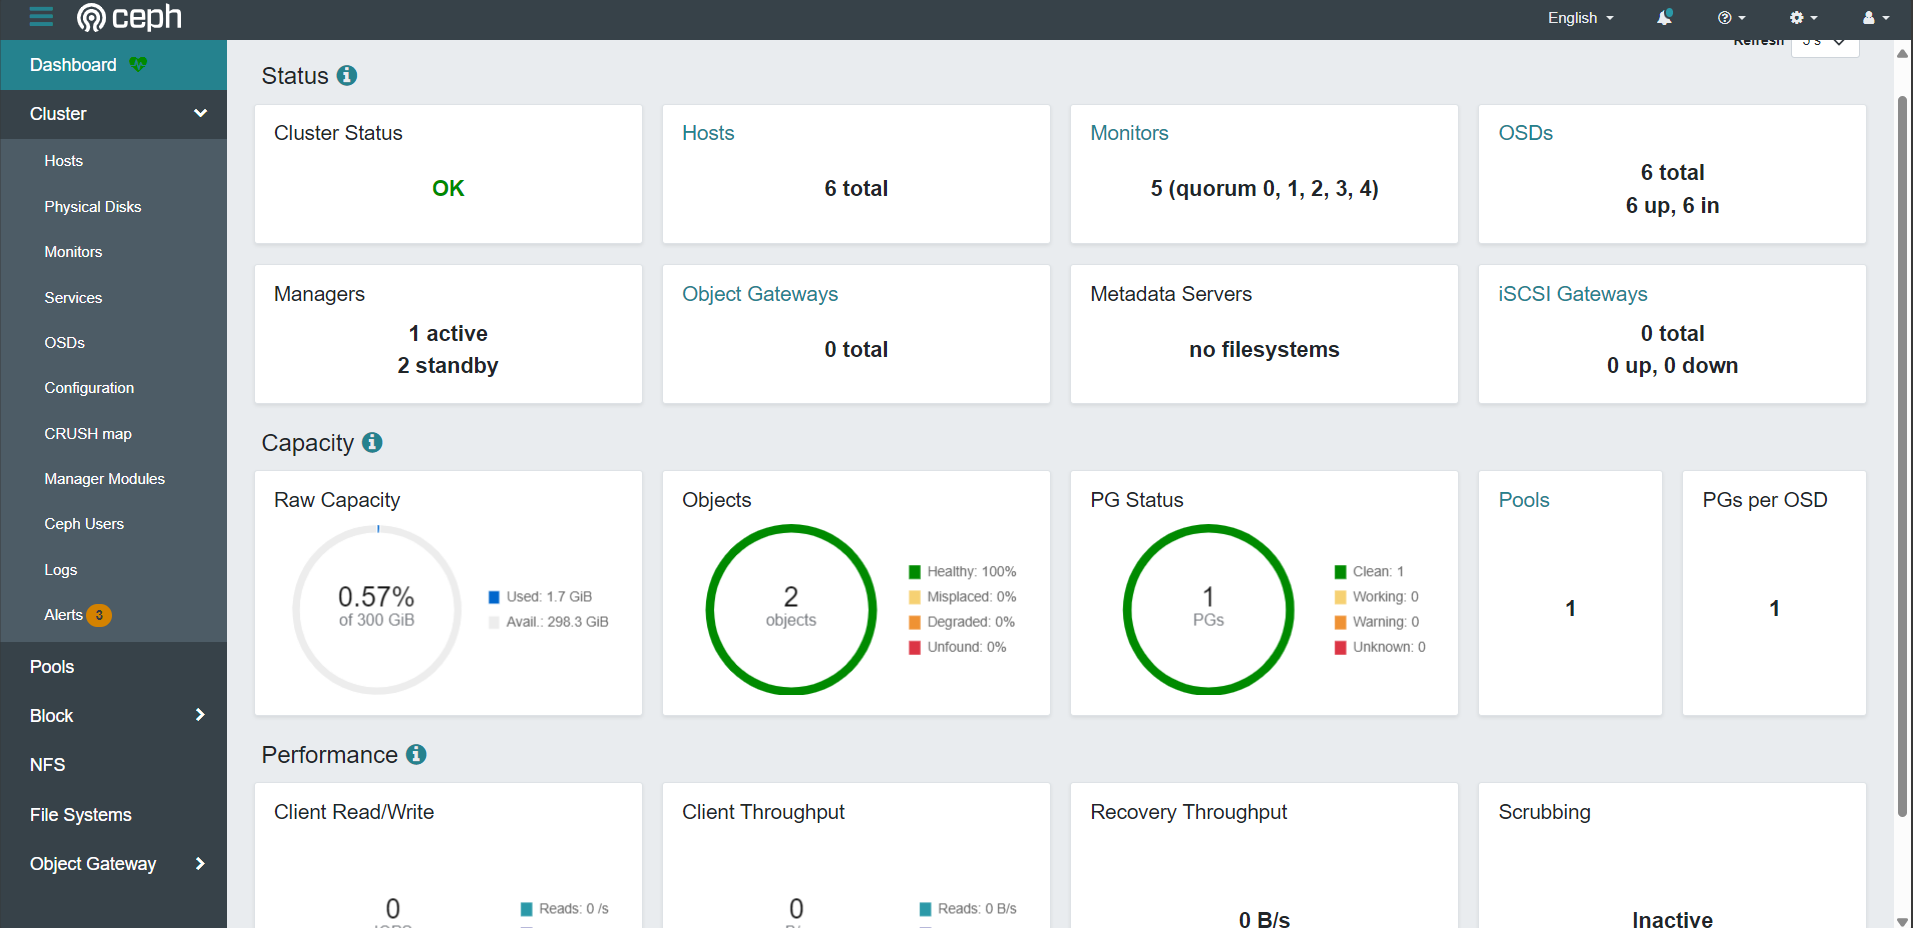 ceph
English
Refresh 5 s
Dashboard
Cluster
Hosts
Physical Disks
Monitors
Services
OSDs
Configuration
CRUSH map
Manager Modules
Ceph Users
Logs
Alerts 3
Pools
Block
NFS
File Systems
Object Gateway
Status
Cluster Status
OK
Hosts
6 total
Monitors
5 (quorum 0, 1, 2, 3, 4)
OSDs
6 total
6 up, 6 in
Managers
1 active
2 standby
Object Gateways
0 total
Metadata Servers
no filesystems
iSCSI Gateways
0 total
0 up, 0 down
Capacity
Raw Capacity
0.57%
of 300 GiB
Used: 1.7 GiB
Avail.: 298.3 GiB
Objects
2
objects
Healthy: 100%
Misplaced: 0%
Degraded: 0%
Unfound: 0%
PG Status
1
PGs
Clean: 1
Working: 0
Warning: 0
Unknown: 0
Pools
1
PGs per OSD
1
Performance
Client Read/Write
0
IOPS
Reads: 0 /s
Client Throughput
0
B/s
Reads: 0 B/s
Recovery Throughput
0 B/s
Scrubbing
Inactive